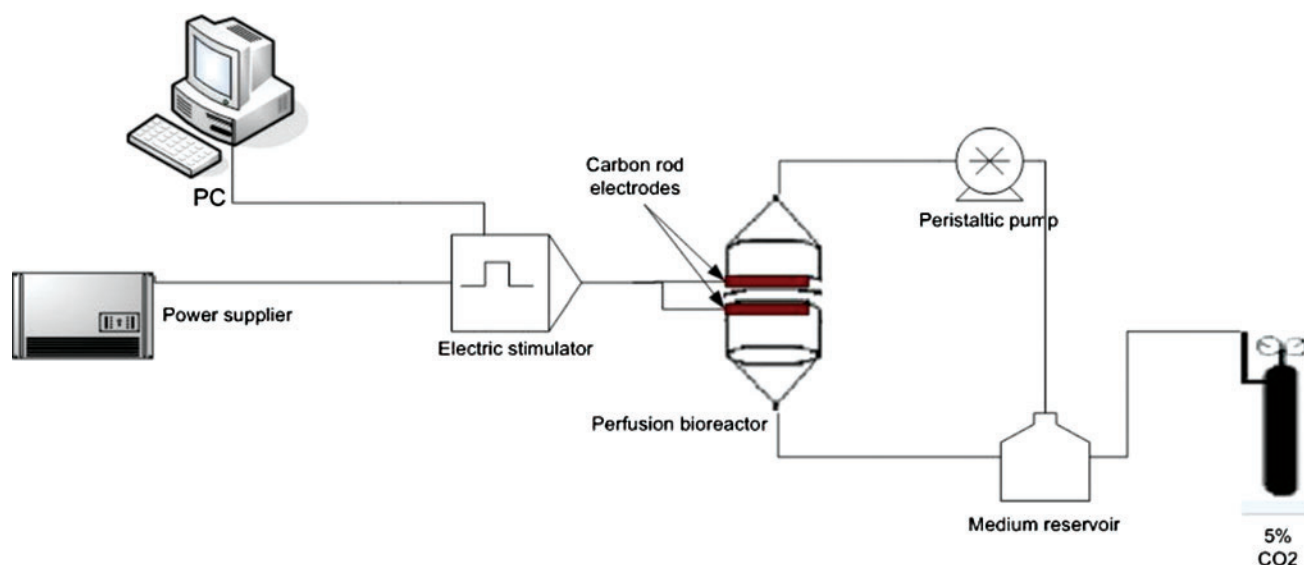 Carbon rod
electrodes
PC
Peristaltic pump
Power supplier
Electric stimulator
Perfusion bioreactor
Medium reservoir
5%
CO2